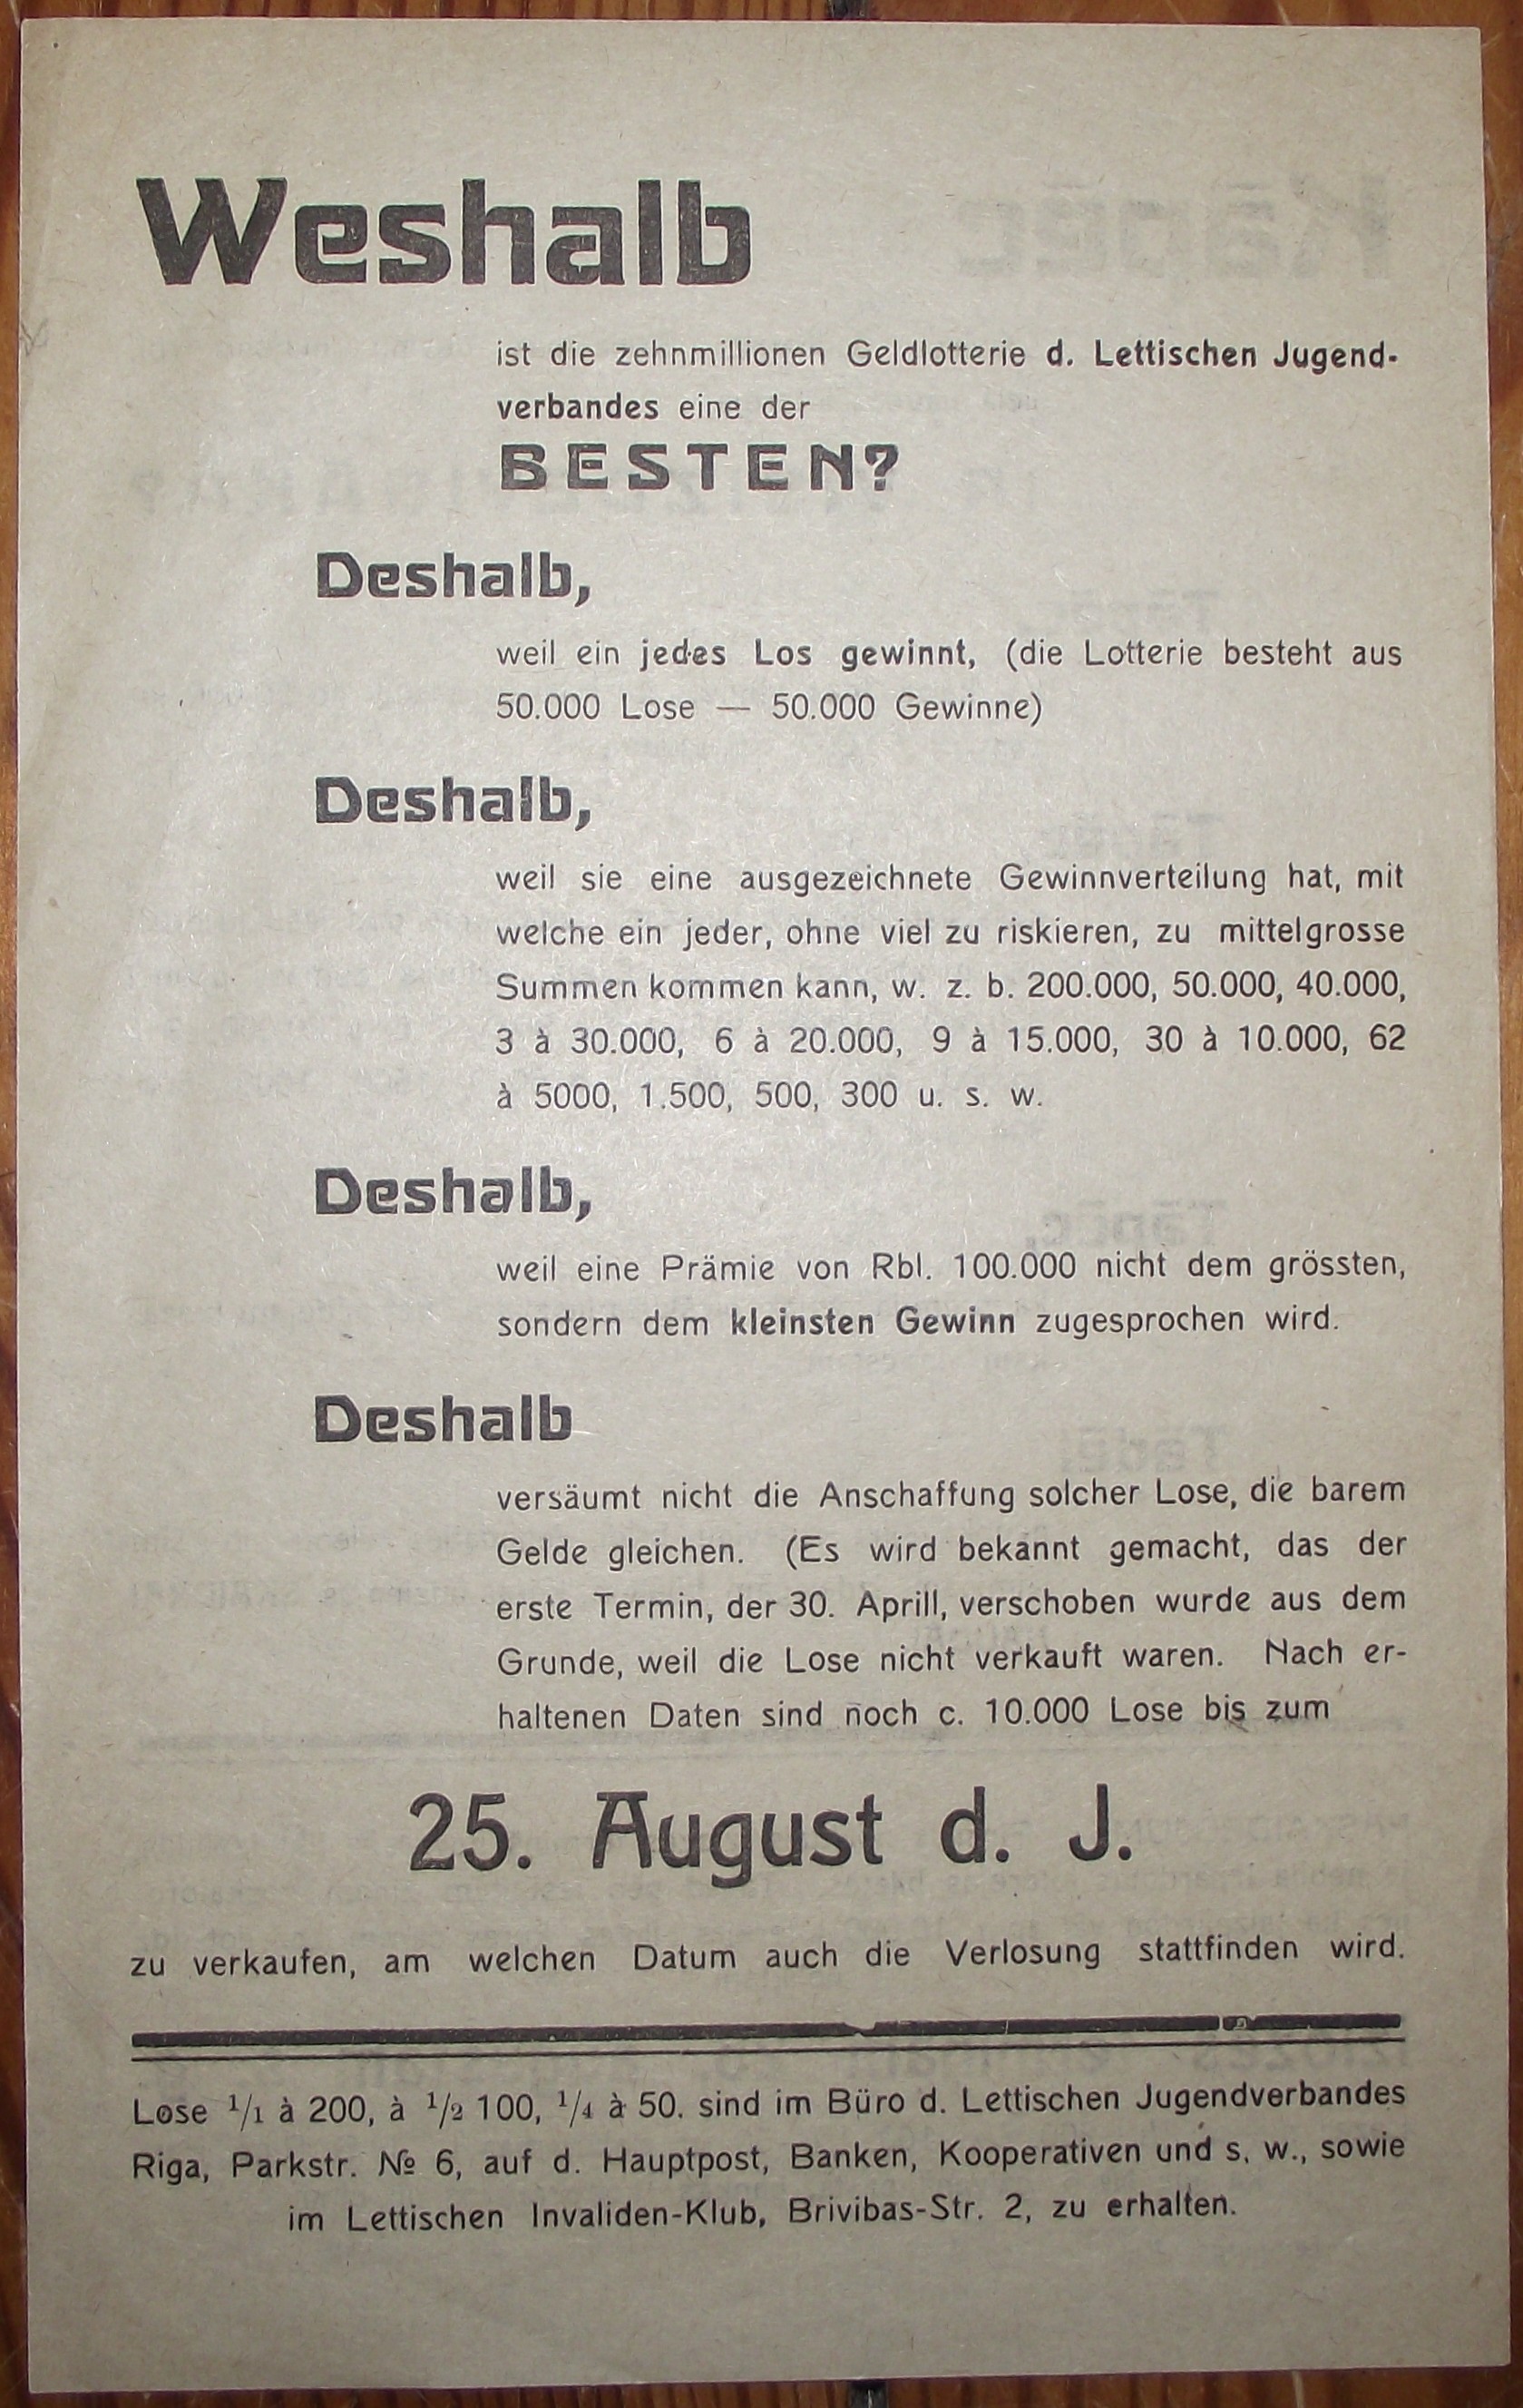 Weshalb
ist die zehnmillionen Geldlotterie d. Lettischen Jugend-
verbandes eine der
BESTEN?
Deshalb,
weil ein jedes Los gewinnt, (die Lotterie besteht aus
50.000 Lose — 50.000 Gewinne)
Deshalb,
weil sie eine ausgezeichnete Gewinnverteilung hat, mit
welche ein jeder, ohne viel zu riskieren, zu mittelgrosse
Summen kommen kann, w. z. b. 200.000, 50.000, 40.000,
3 à 30.000, 6 à 20.000, 9 à 15.000, 30 à 10.000, 62
à 5000, 1.500, 500, 300 u. s. w.
Deshalb,
weil eine Prämie von Rbl. 100.000 nicht dem grössten,
sondern dem kleinsten Gewinn zugesprochen wird.
Deshalb
versäumt nicht die Anschaffung solcher Lose, die barem
Gelde gleichen. (Es wird bekannt gemacht, das der
erste Termin, der 30. Aprill, verschoben wurde aus dem
Grunde, weil die Lose nicht verkauft waren. Nach er-
haltenen Daten sind noch c. 10.000 Lose bis zum
25. August d. J.
zu verkaufen, am welchen Datum auch die Verlosung stattfinden wird.
Lose 1/1 à 200, à 1/2 100, 1/4 à 50. sind im Büro d. Lettischen Jugendverbandes
Riga, Parkstr. № 6, auf d. Hauptpost, Banken, Kooperativen und s. w., sowie
im Lettischen Invaliden-Klub, Brivibas-Str. 2, zu erhalten.